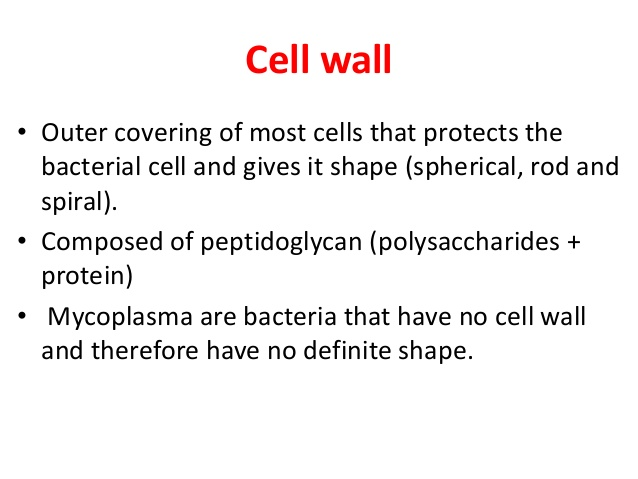 Cell wall
• Outer covering of most cells that protects the
bacterial cell and gives it shape (spherical, rod and
spiral).
• Composed of peptidoglycan (polysaccharides +
protein)
• Mycoplasma are bacteria that have no cell wall
and therefore have no definite shape.